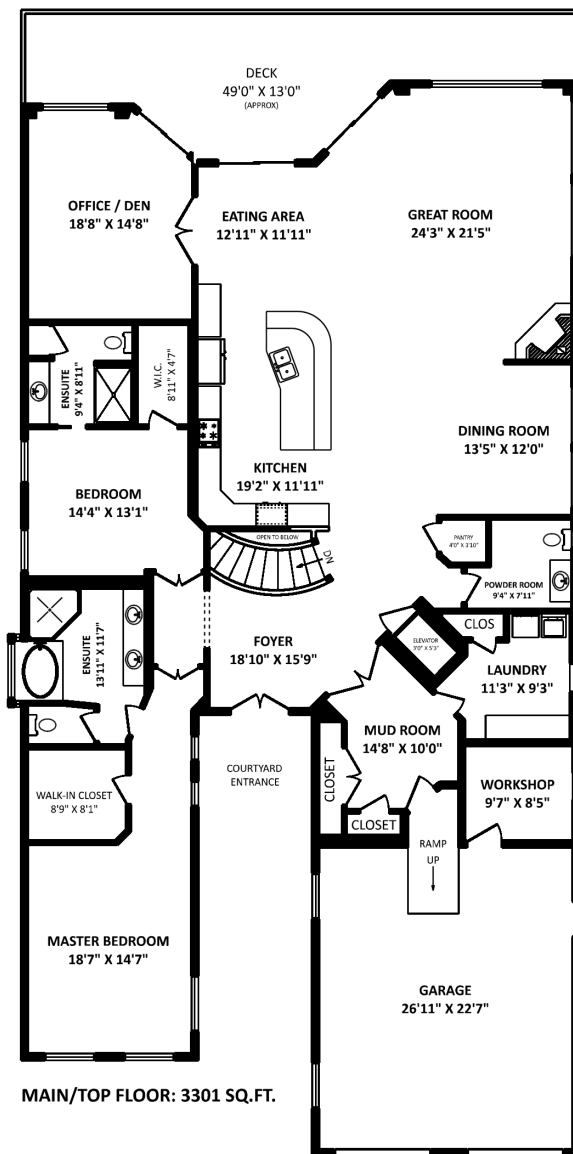 DECK
49'0" X 13'0"
(APPROX)
OFFICE / DEN
18'8" X 14'8"
EATING AREA
12'11" X 11'11"
GREAT ROOM
24'3" X 21'5"
ENSUITE
9'4" X 8'11"
W.I.C.
8'11" X 4'7"
DINING ROOM
13'5" X 12'0"
KITCHEN
19'2" X 11'11"
BEDROOM
14'4" X 13'1"
OPEN TO BELOW
DN
PANTRY
4'0" X 3'10"
POWDER ROOM
9'4" X 7'11"
ENSUITE
13'11" X 11'7"
FOYER
18'10" X 15'9"
ELEVATOR
3'0" X 5'3"
CLOS
LAUNDRY
11'3" X 9'3"
MUD ROOM
14'8" X 10'0"
COURTYARD
ENTRANCE
CLOSET
CLOSET
WALK-IN CLOSET
8'9" X 8'1"
WORKSHOP
9'7" X 8'5"
RAMP
UP
MASTER BEDROOM
18'7" X 14'7"
GARAGE
26'11" X 22'7"
MAIN/TOP FLOOR: 3301 SQ.FT.